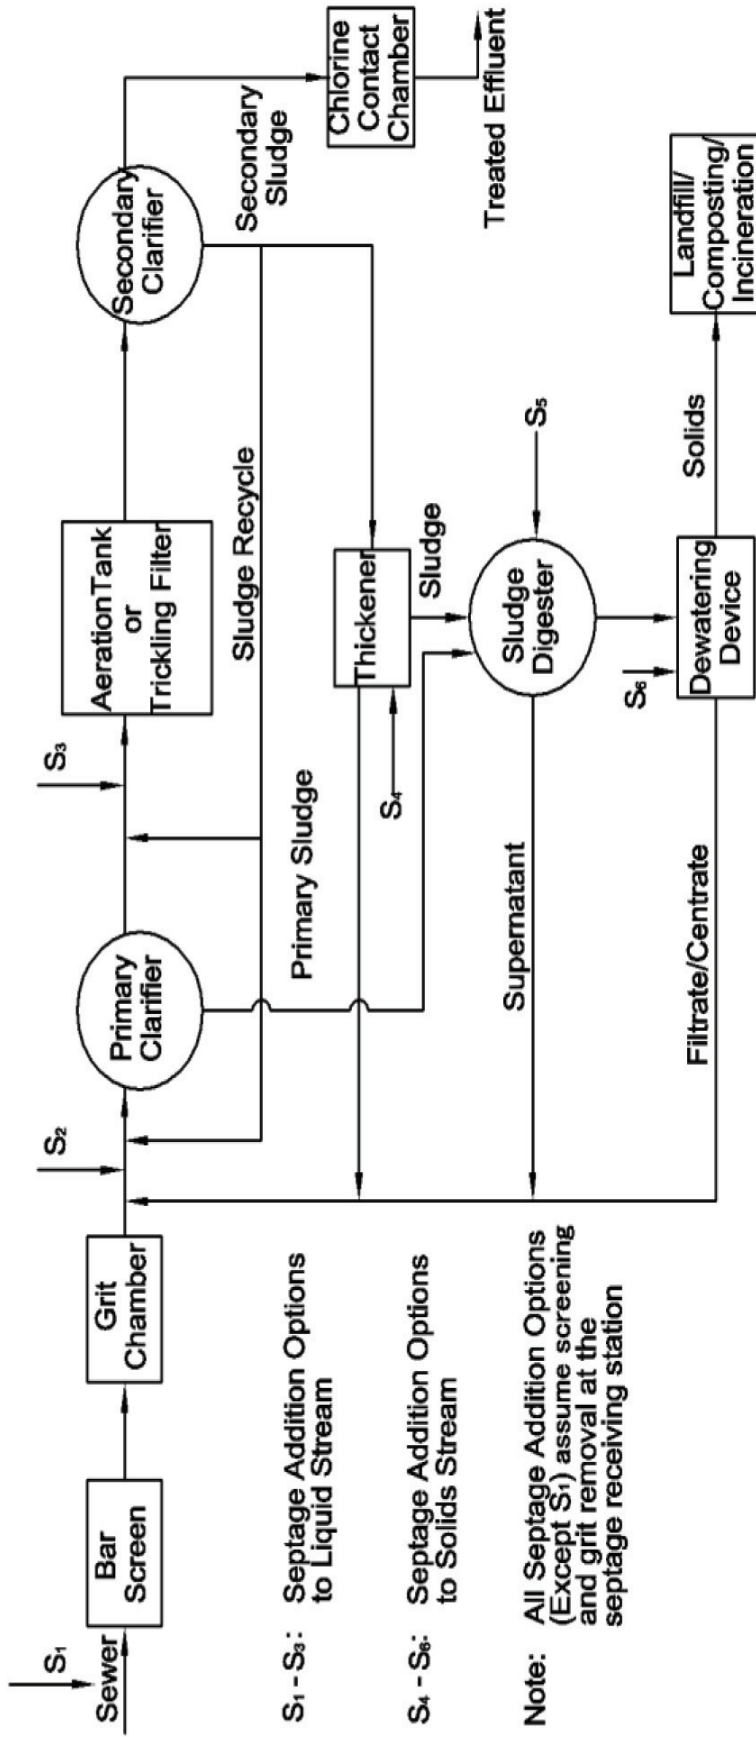 S₁
Sewer
Bar
Screen
Grit
Chamber
S₂
Primary
Clarifier
S₃
AerationTank
or
Trickling Filter
Secondary
Clarifier
Sludge Recycle
Secondary
Sludge
Chlorine
Contact
Chamber
Treated Effluent
Primary Sludge
Thickener
S₄
Sludge
Sludge
Digester
S₅
Supernatant
S₆
Dewatering
Device
Filtrate/Centrate
Solids
Landfill/
Composting/
Incineration
S₁ - S₃: Septage Addition Options
to Liquid Stream
S₄ - S₆: Septage Addition Options
to Solids Stream
Note: All Septage Addition Options
(Except S₁) assume screening
and grit removal at the
septage receiving station